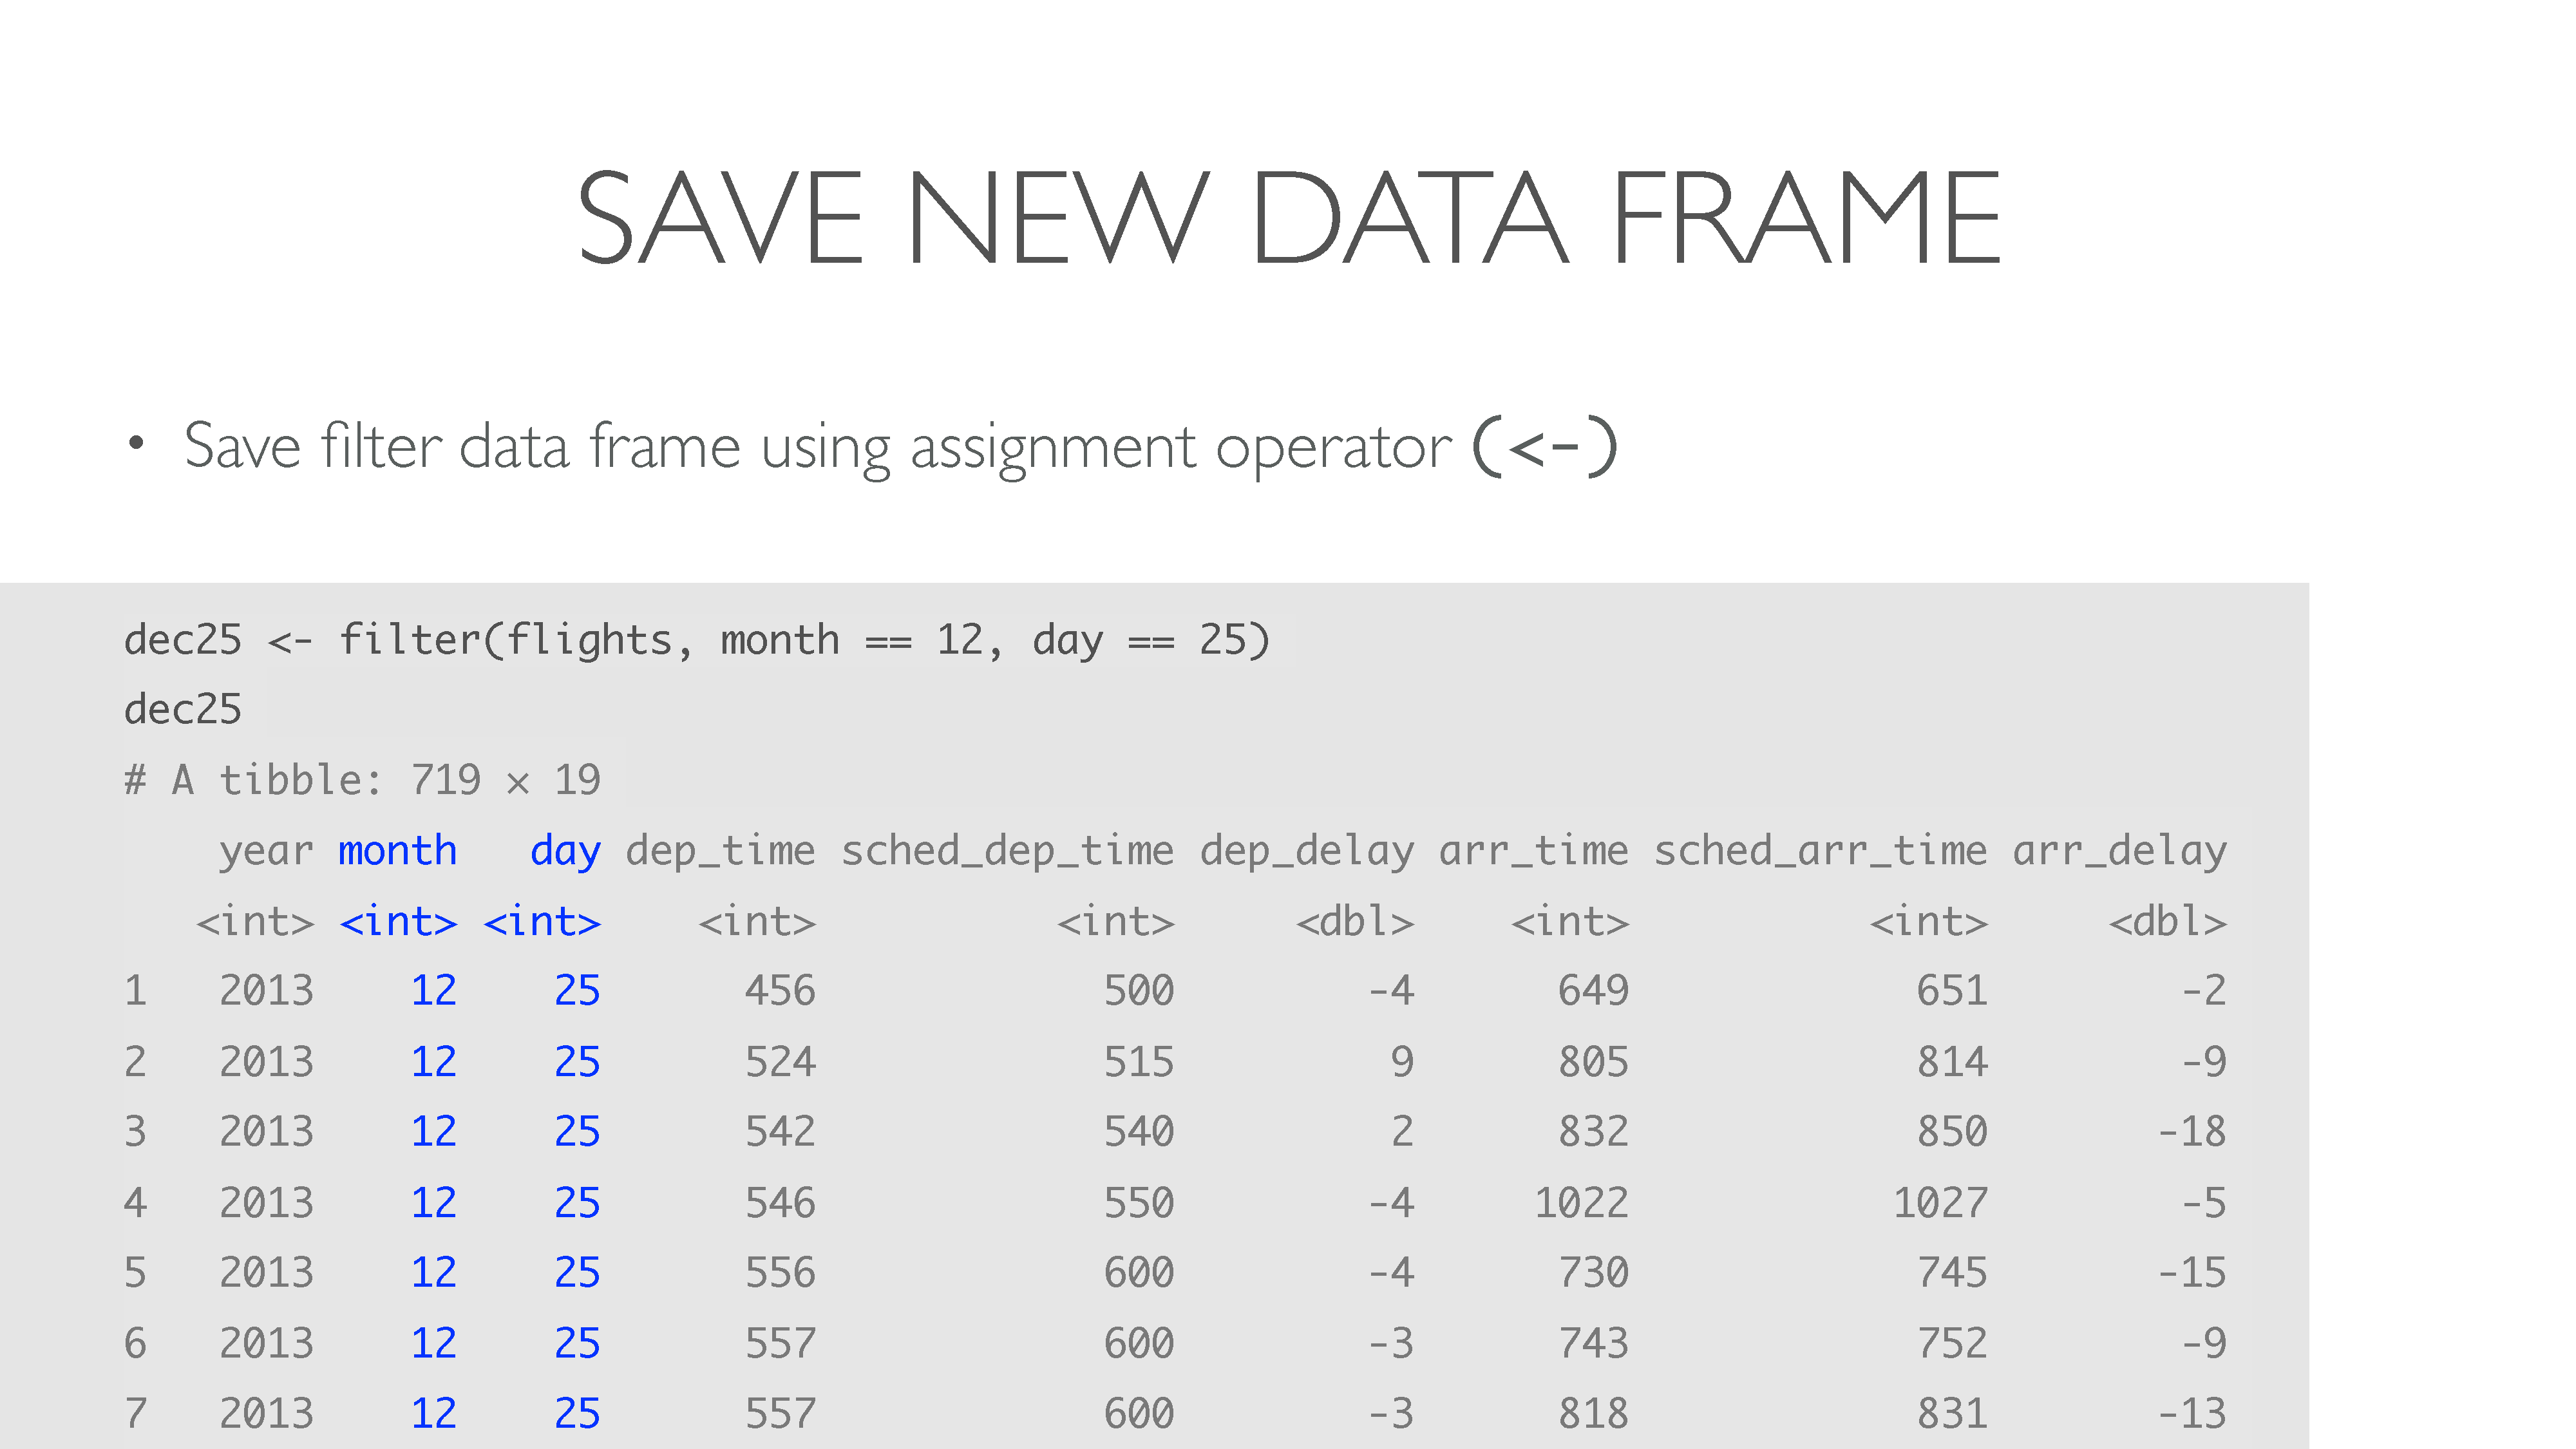 SAVE NEW DATA FRAME
• Save filter data frame using assignment operator (<-)
dec25 <- filter(flights, month == 12, day == 25)
dec25
# A tibble: 719 × 19
year month day dep_time sched_dep_time dep_delay arr_time sched_arr_time arr_delay
<int> <int> <int> <int> <int> <dbl> <int> <int> <dbl>
1 2013 12 25 456 500 -4 649 651 -2
2 2013 12 25 524 515 9 805 814 -9
3 2013 12 25 542 540 2 832 850 -18
4 2013 12 25 546 550 -4 1022 1027 -5
5 2013 12 25 556 600 -4 730 745 -15
6 2013 12 25 557 600 -3 743 752 -9
7 2013 12 25 557 600 -3 818 831 -13